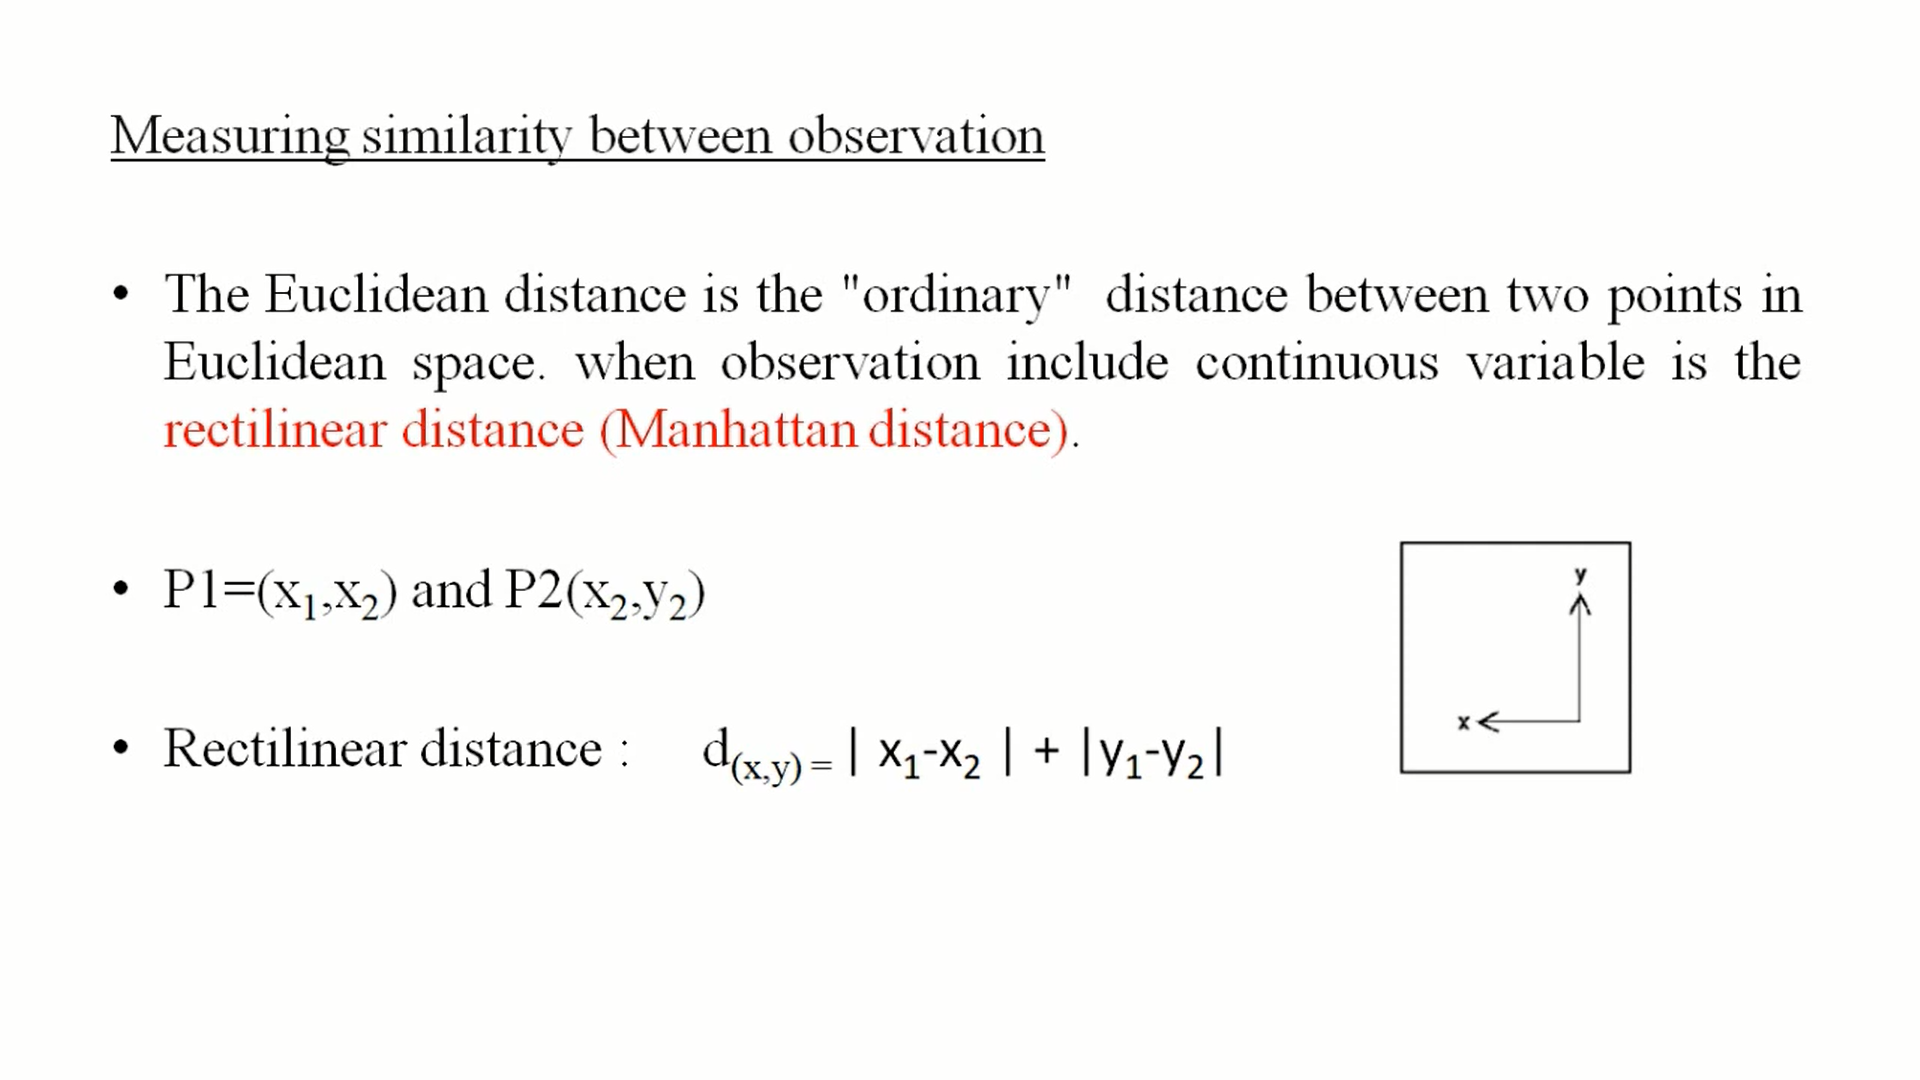 Measuring similarity between observation
• The Euclidean distance is the "ordinary" distance between two points in
Euclidean space. when observation include continuous variable is the
rectilinear distance (Manhattan distance).
• P1=(x₁,x₂) and P2(x₂,y₂)
y
x
• Rectilinear distance : d₍ₓ,y₎ = | x₁-x₂ | + |y₁-y₂|